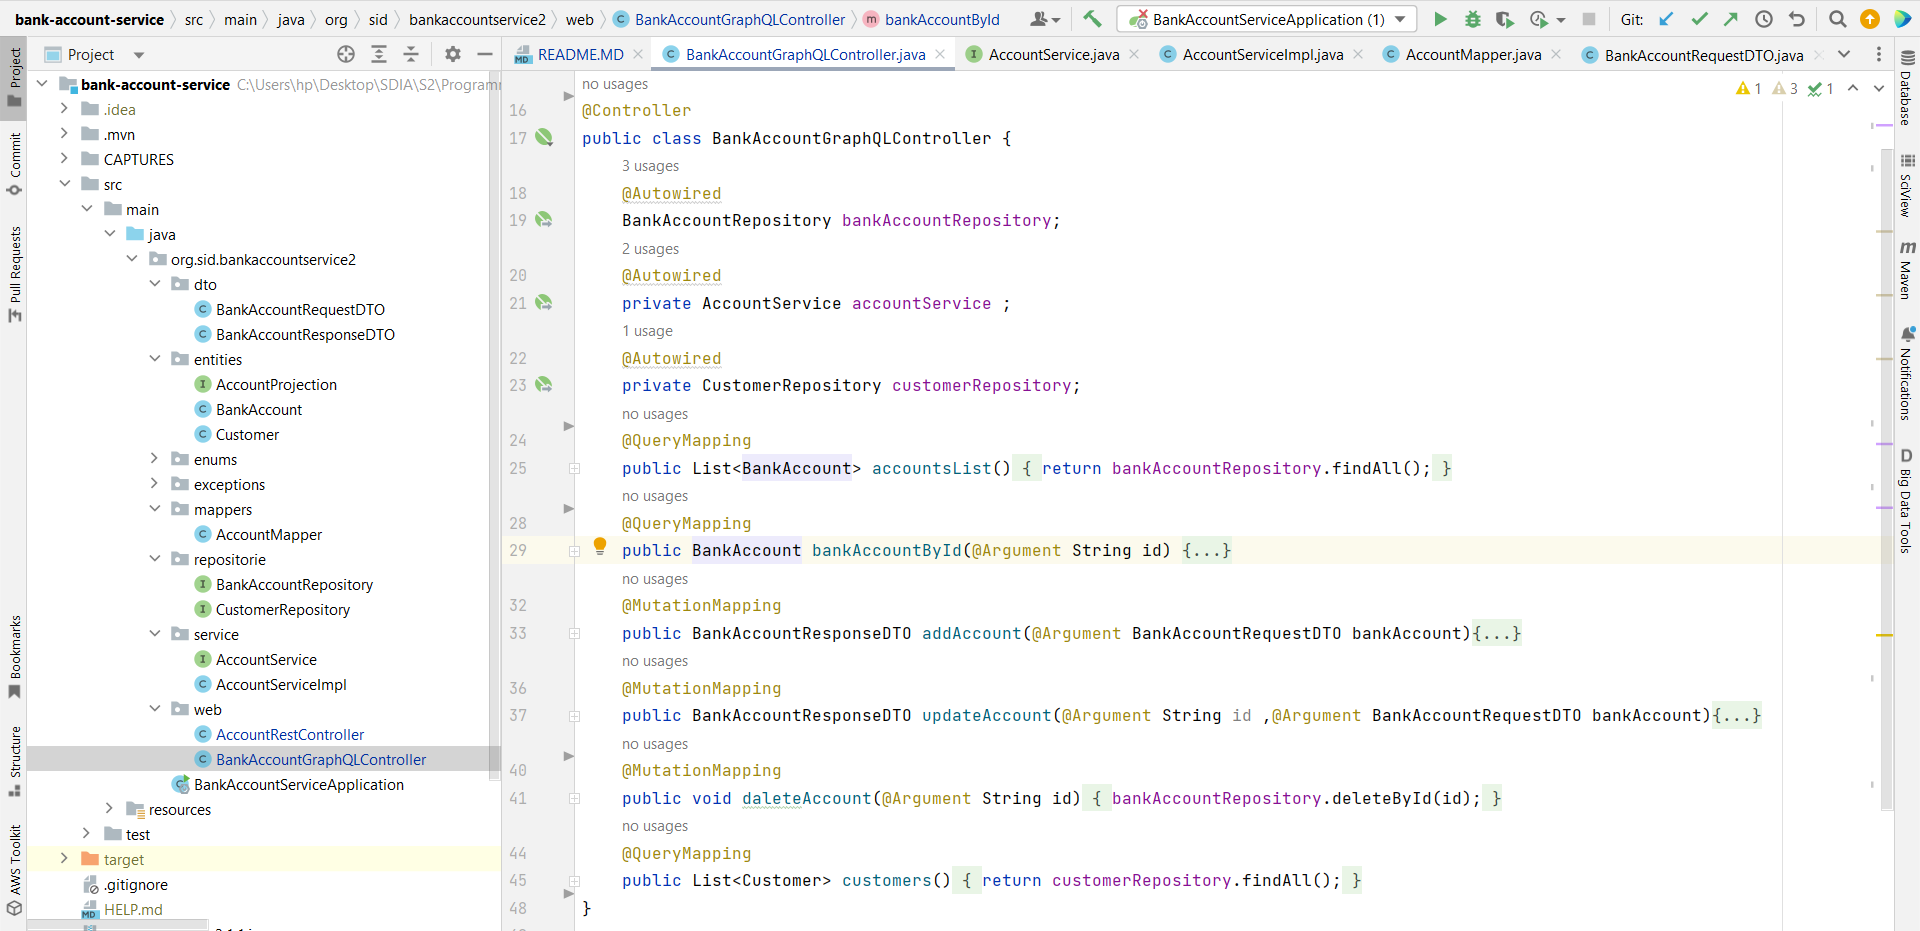 bank-account-service > src > main > java > org > sid > bankaccountservice2 > web > BankAccountGraphQLController > bankAccountById
BankAccountServiceApplication (1)
Git:
Project
README.MD
BankAccountGraphQLController.java
AccountService.java
AccountServiceImpl.java
AccountMapper.java
BankAccountRequestDTO.java
Project
Commit
Pull Requests
Bookmarks
Structure
AWS Toolkit
bank-account-service C:\Users\hp\Desktop\SDIA\S2\Programm
.idea
.mvn
CAPTURES
src
main
java
org.sid.bankaccountservice2
dto
BankAccountRequestDTO
BankAccountResponseDTO
entities
AccountProjection
BankAccount
Customer
enums
exceptions
mappers
AccountMapper
repositorie
BankAccountRepository
CustomerRepository
service
AccountService
AccountServiceImpl
web
AccountRestController
BankAccountGraphQLController
BankAccountServiceApplication
resources
test
target
.gitignore
HELP.md
no usages
1 3 1
16 @Controller
17 public class BankAccountGraphQLController {
3 usages
18 @Autowired
19 BankAccountRepository bankAccountRepository;
2 usages
20 @Autowired
21 private AccountService accountService ;
1 usage
22 @Autowired
23 private CustomerRepository customerRepository;
no usages
24 @QueryMapping
25 public List<BankAccount> accountsList() { return bankAccountRepository.findAll(); }
no usages
28 @QueryMapping
29 public BankAccount bankAccountById(@Argument String id) {...}
no usages
32 @MutationMapping
33 public BankAccountResponseDTO addAccount(@Argument BankAccountRequestDTO bankAccount){...}
no usages
36 @MutationMapping
37 public BankAccountResponseDTO updateAccount(@Argument String id ,@Argument BankAccountRequestDTO bankAccount){...}
no usages
40 @MutationMapping
41 public void daleteAccount(@Argument String id) { bankAccountRepository.deleteById(id); }
no usages
44 @QueryMapping
45 public List<Customer> customers() { return customerRepository.findAll(); }
48 }
Database
SciView
Maven
Notifications
Big Data Tools